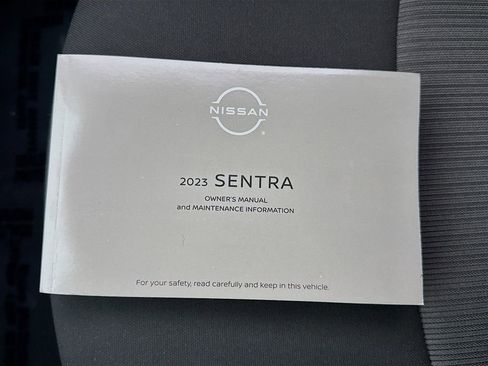 NISSAN
2023 SENTRA
OWNER'S MANUAL
and MAINTENANCE INFORMATION
For your safety, read carefully and keep in this vehicle.